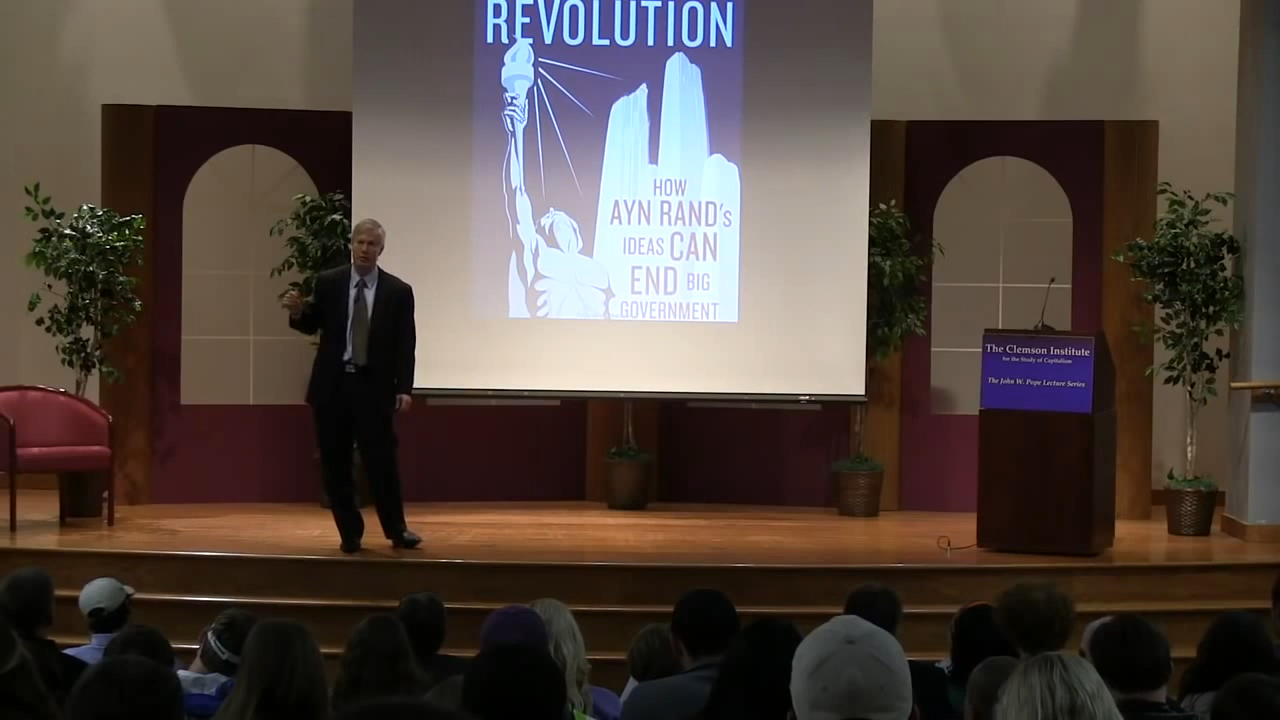 REVOLUTION
HOW
AYN RAND's
IDEAS CAN
END BIG
GOVERNMENT
The Clemson Institute
for the Study of Capitalism
The John W. Pope Lecture Series